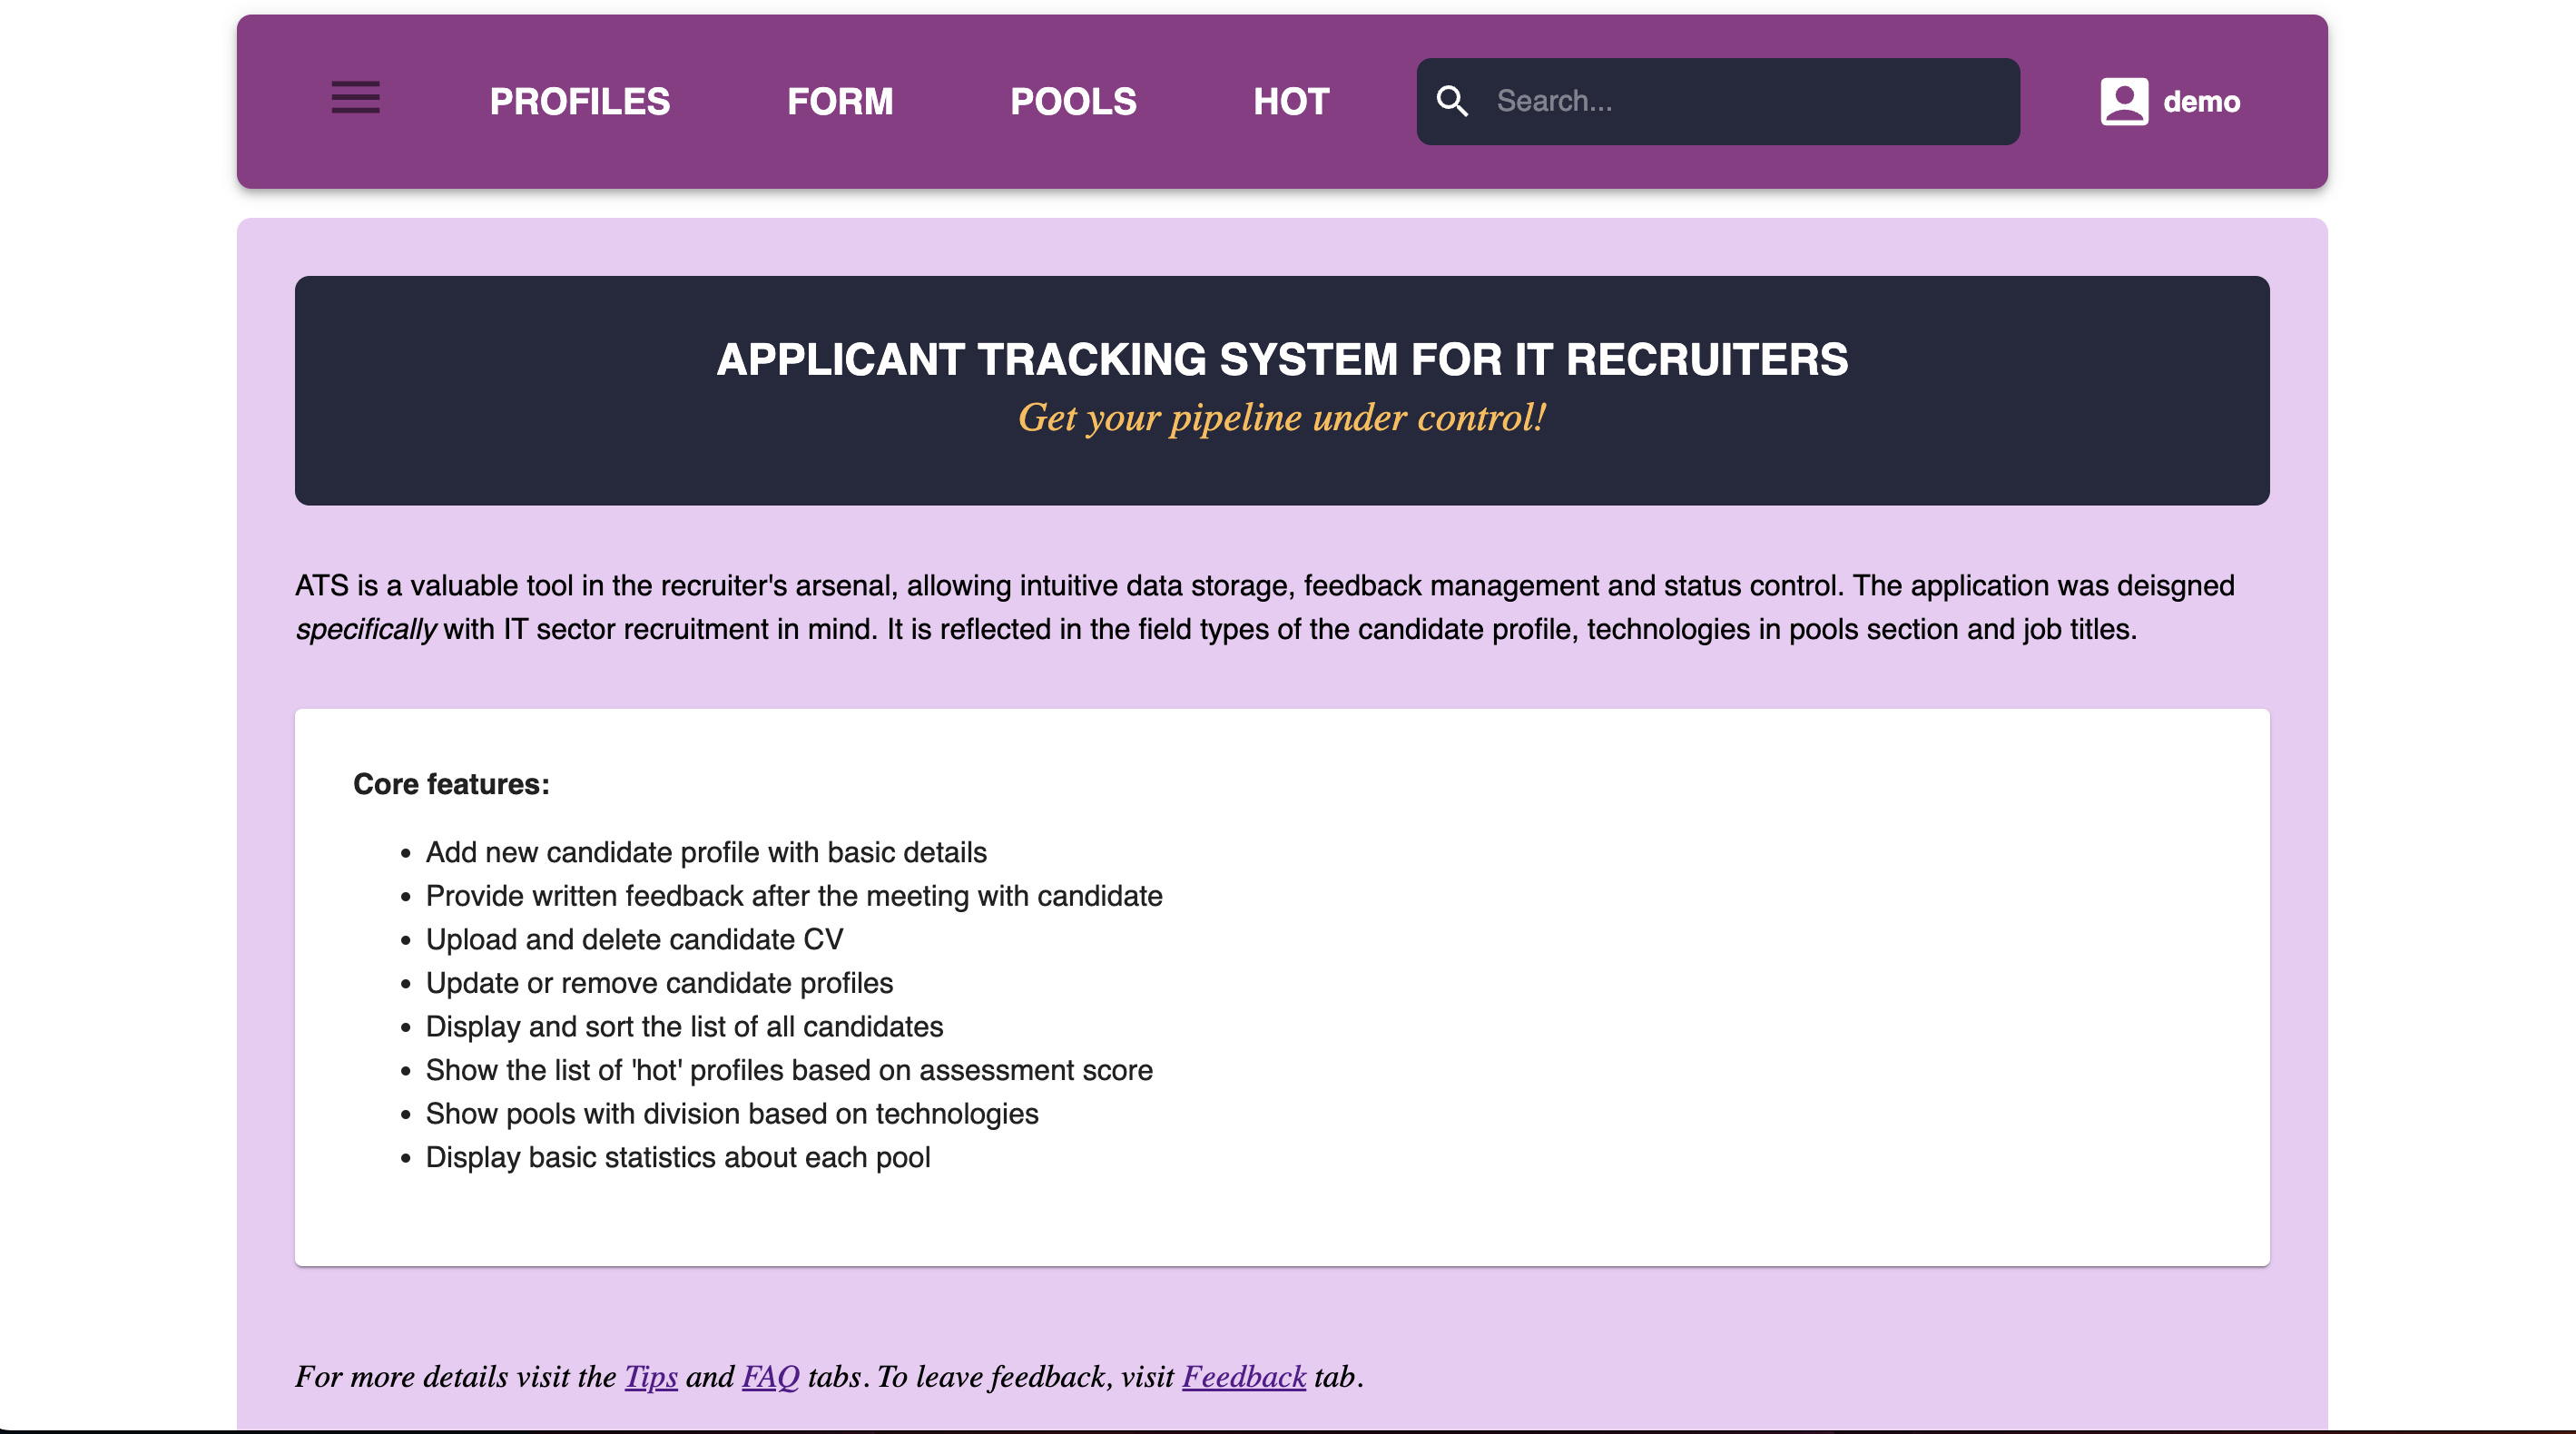 PROFILES FORM POOLS HOT Search... demo
APPLICANT TRACKING SYSTEM FOR IT RECRUITERS
Get your pipeline under control!
ATS is a valuable tool in the recruiter's arsenal, allowing intuitive data storage, feedback management and status control. The application was deisgned
specifically with IT sector recruitment in mind. It is reflected in the field types of the candidate profile, technologies in pools section and job titles.
Core features:
• Add new candidate profile with basic details
• Provide written feedback after the meeting with candidate
• Upload and delete candidate CV
• Update or remove candidate profiles
• Display and sort the list of all candidates
• Show the list of 'hot' profiles based on assessment score
• Show pools with division based on technologies
• Display basic statistics about each pool
For more details visit the Tips and FAQ tabs. To leave feedback, visit Feedback tab.